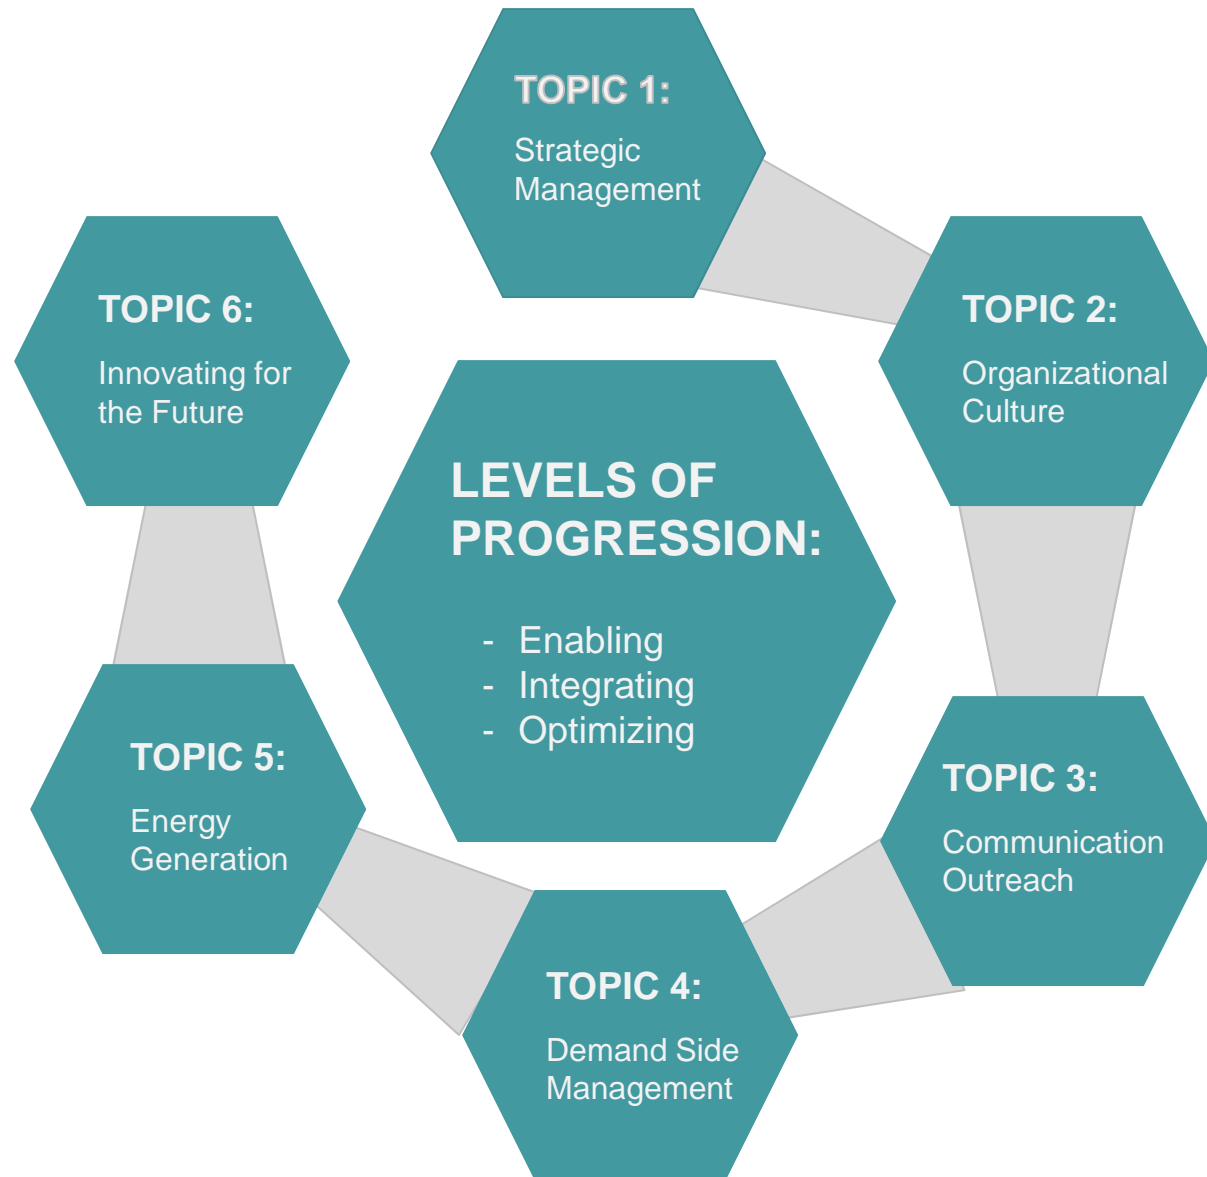 TOPIC 1:
Strategic
Management
TOPIC 2:
Organizational
Culture
TOPIC 3:
Communication
Outreach
TOPIC 4:
Demand Side
Management
TOPIC 5:
Energy
Generation
TOPIC 6:
Innovating for
the Future
LEVELS OF
PROGRESSION:
- Enabling
- Integrating
- Optimizing